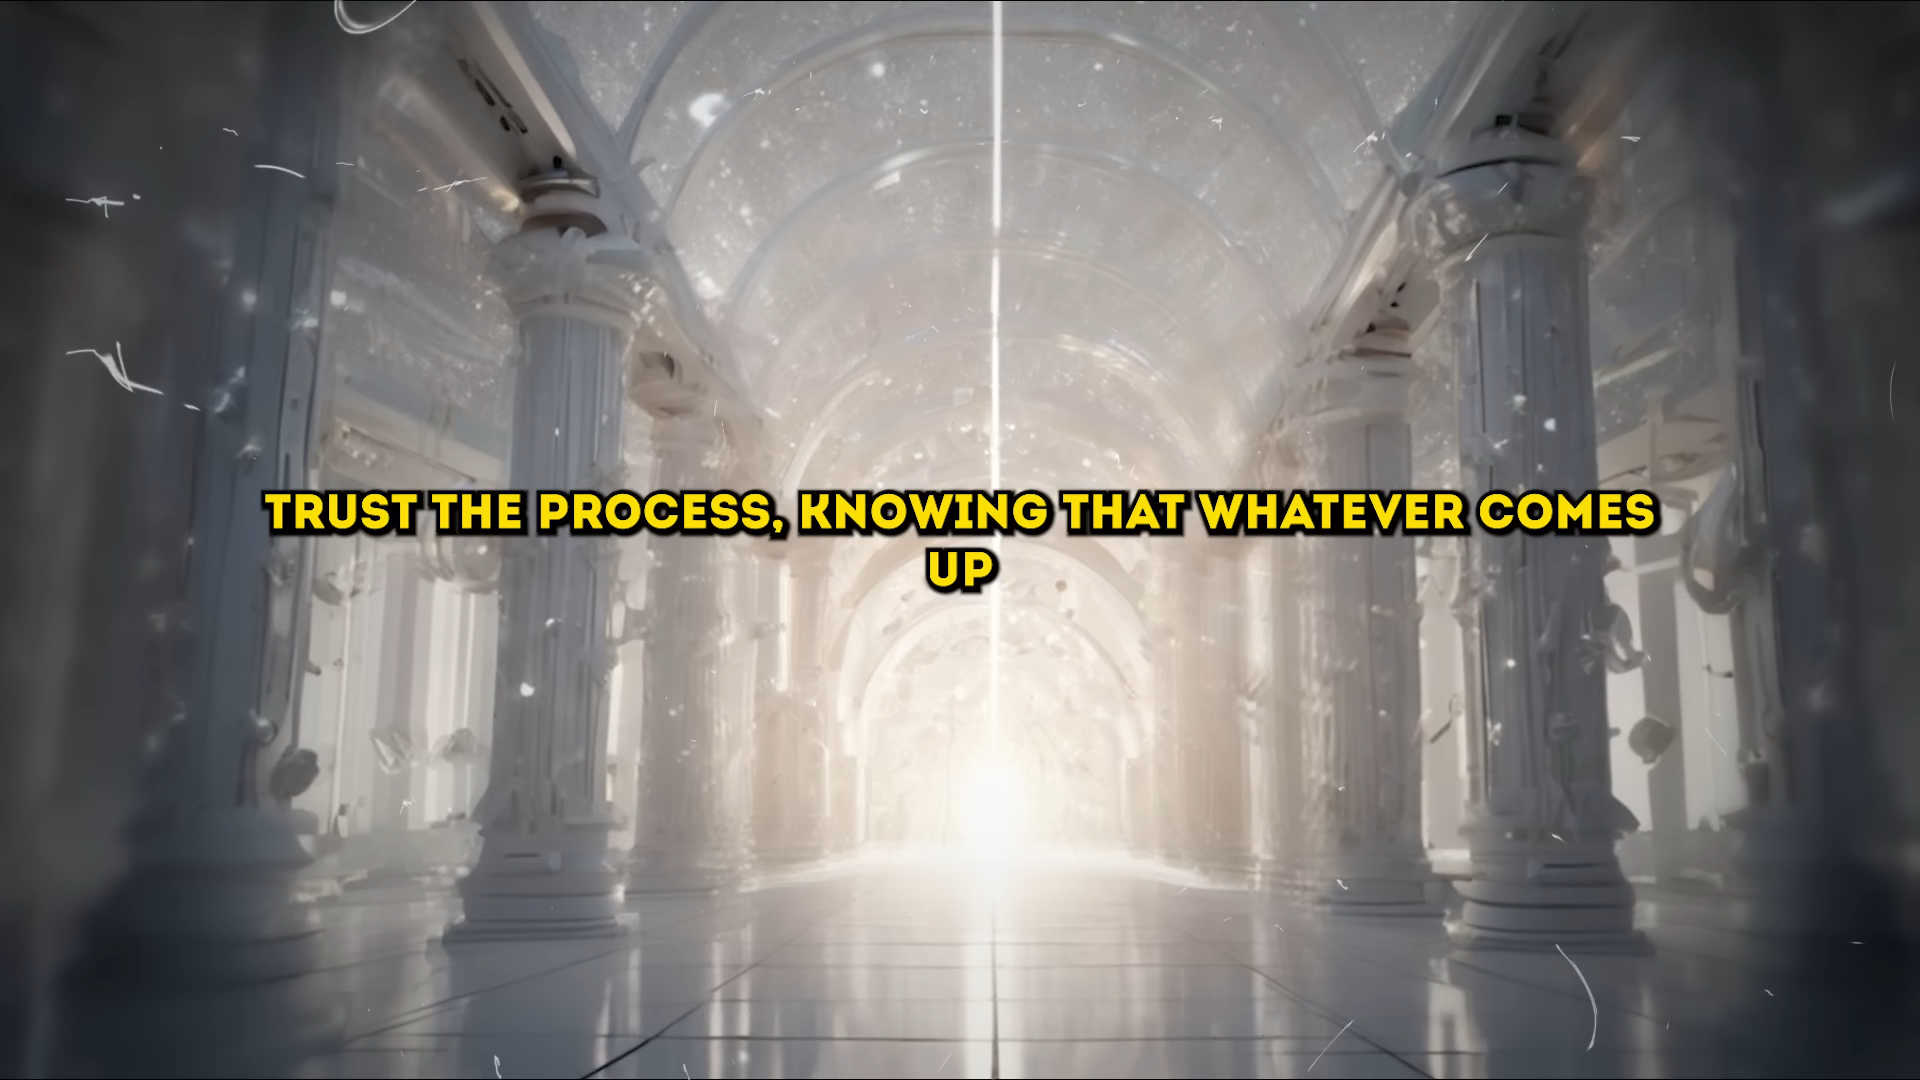 TRUST THE PROCESS, KNOWING THAT WHATEVER COMES
UP